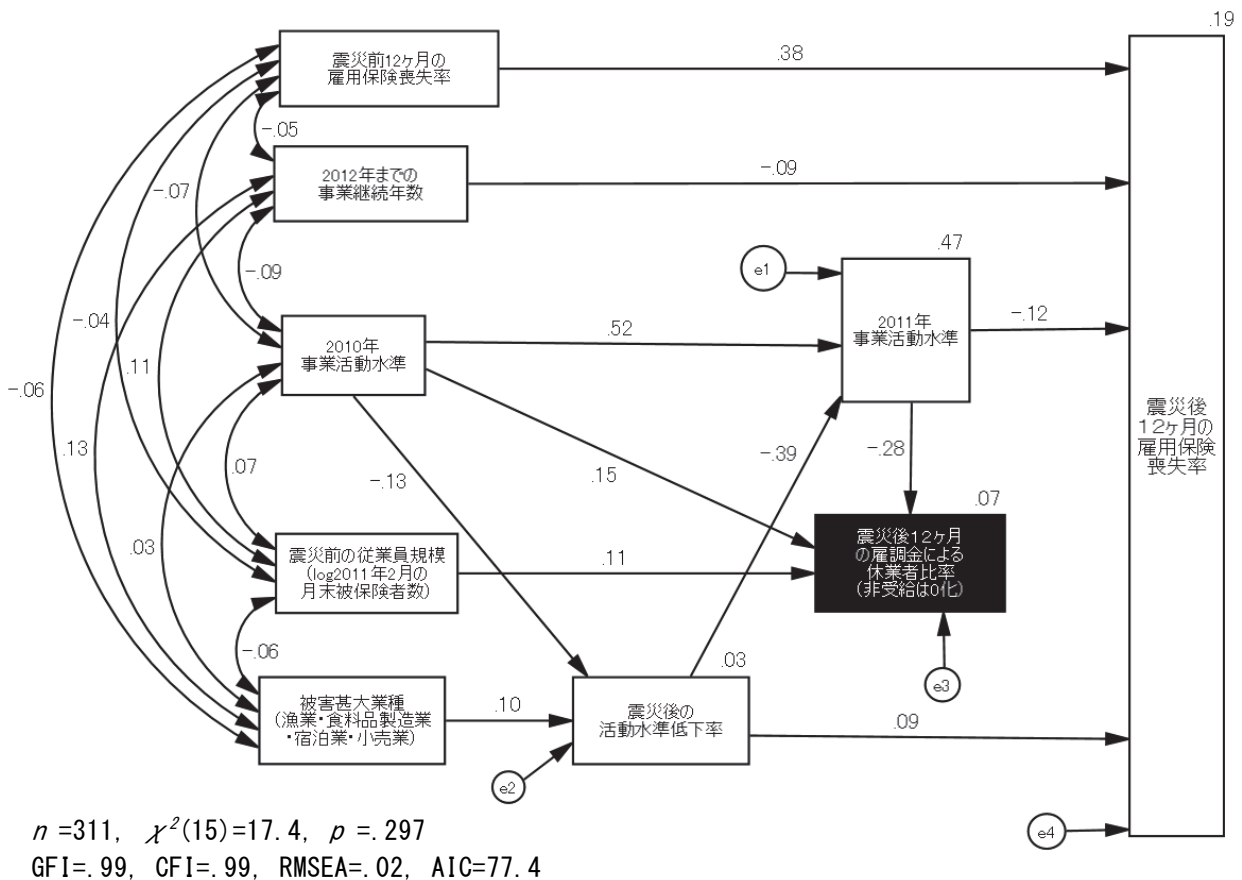 .19
震災前12ヶ月の
雇用保険喪失率
.38
-.05
2012年までの
事業継続年数
-.09
-.07
-.09
e1
.47
2011年
事業活動水準
-.12
2010年
事業活動水準
.52
-.04
.11
-.06
.13
.07
-.13
.15
-.39
-.28
震災後
12ヶ月の
雇用保険
喪失率
.03
震災前の従業員規模
(log2011年2月の
月末被保険者数)
.11
.07
震災後12ヶ月
の雇調金による
休業者比率
(非受給は0化)
-.06
e3
被害甚大業種
(漁業・食料品製造業
・宿泊業・小売業)
.10
.03
震災後の
活動水準低下率
.09
e2
e4
n =311, χ²(15)=17.4, p =.297
GFI=.99, CFI=.99, RMSEA=.02, AIC=77.4